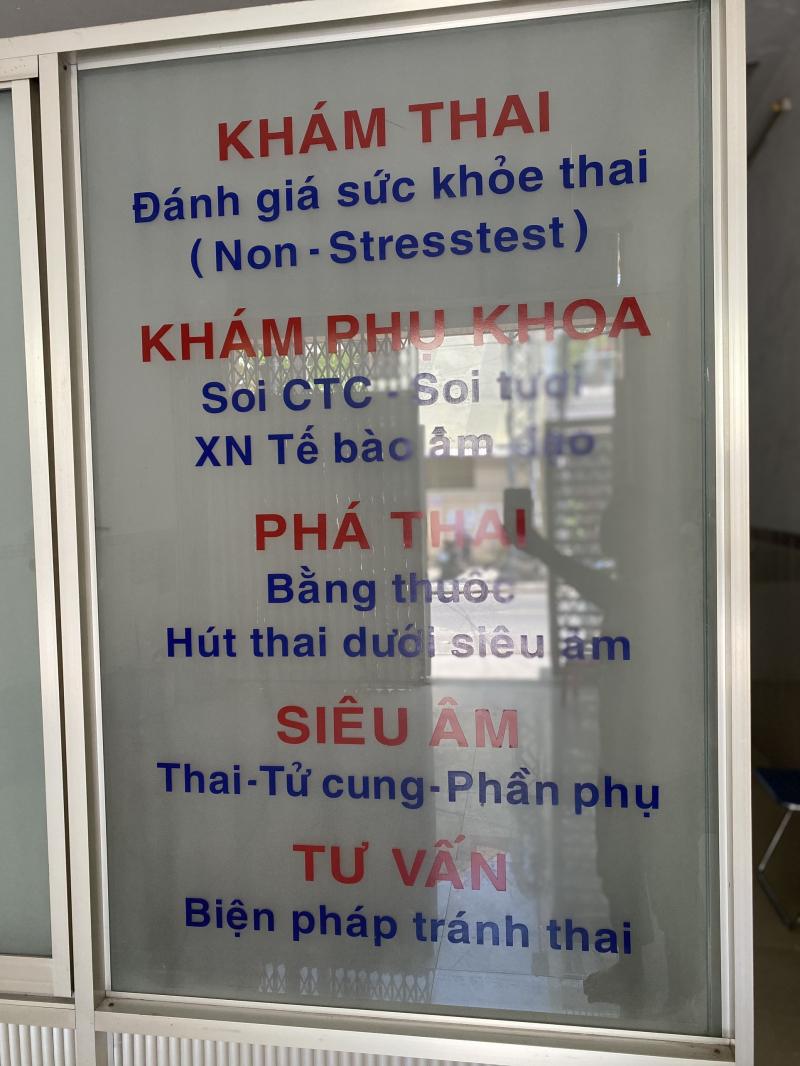 KHÁM THAI
Đánh giá sức khỏe thai
( Non - Stresstest )
KHÁM PHỤ KHOA
Soi CTC - Soi tươi
XN Tế bào âm đạo
PHÁ THAI
Bằng thuốc
Hút thai dưới siêu âm
SIÊU ÂM
Thai-Tử cung-Phần phụ
TƯ VẤN
Biện pháp tránh thai